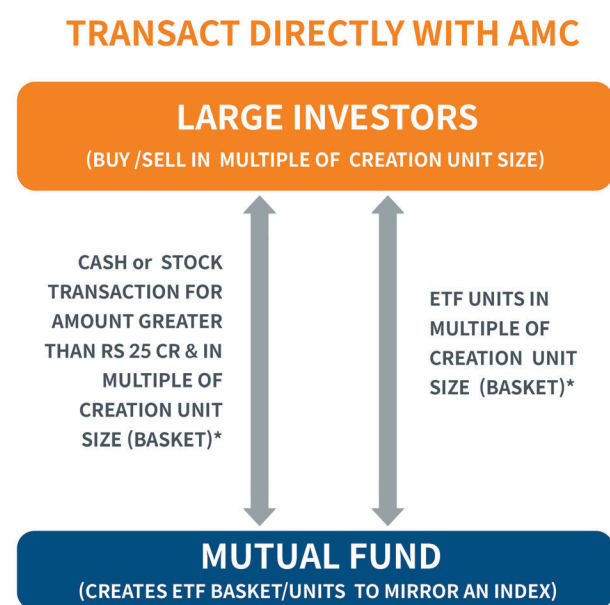 TRANSACT DIRECTLY WITH AMC
LARGE INVESTORS
(BUY /SELL IN MULTIPLE OF CREATION UNIT SIZE)
CASH or STOCK
TRANSACTION FOR
AMOUNT GREATER
THAN RS 25 CR & IN
MULTIPLE OF
CREATION UNIT
SIZE (BASKET)*
ETF UNITS IN
MULTIPLE OF
CREATION UNIT
SIZE (BASKET)*
MUTUAL FUND
(CREATES ETF BASKET/UNITS TO MIRROR AN INDEX)